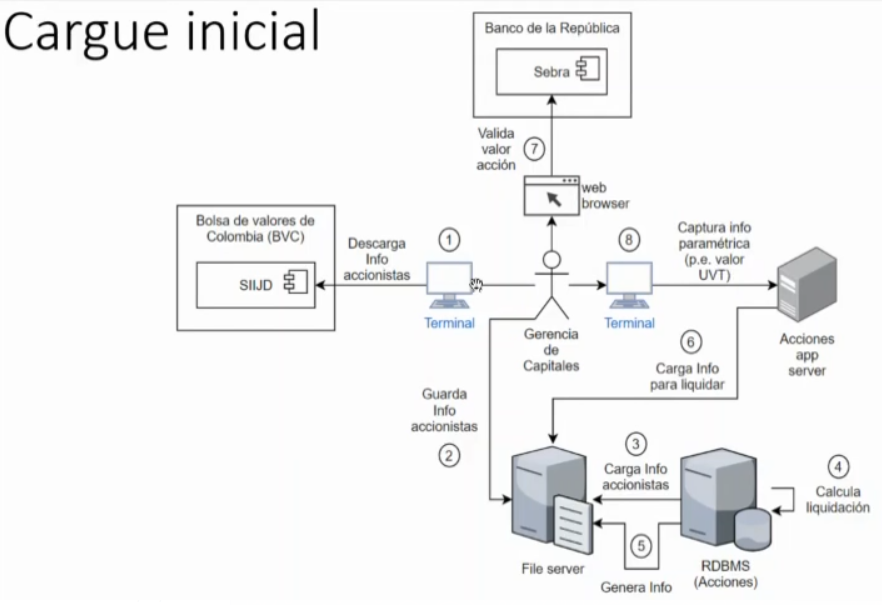 Cargue inicial
Banco de la República
Sebra
Valida
valor
acción
7
web
browser
Bolsa de valores de
Colombia (BVC)
SIIJD
Descarga
Info
accionistas
1
Terminal
Gerencia
de
Capitales
8
Terminal
Captura info
paramétrica
(p.e. valor
UVT)
Acciones
app
server
6
Carga Info
para liquidar
Guarda
Info
accionistas
2
3
Carga Info
accionistas
4
Calcula
liquidación
5
Genera Info
File server
RDBMS
(Acciones)